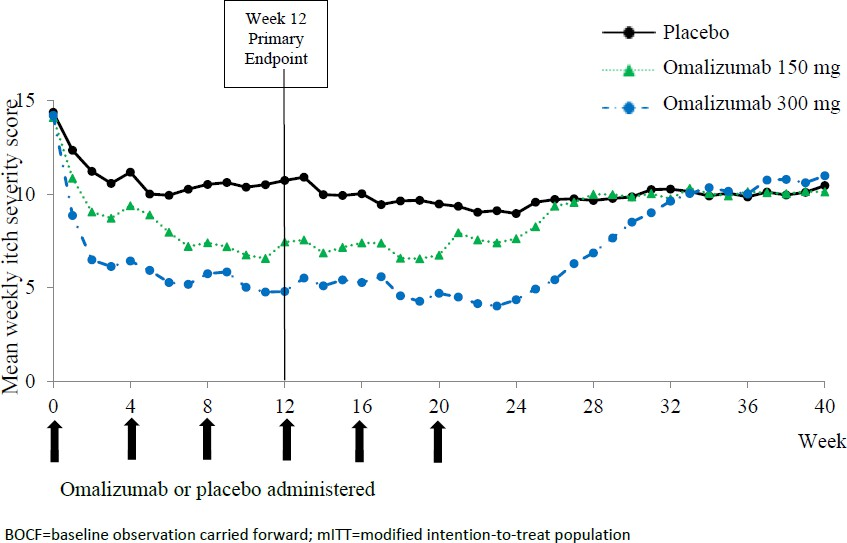 Week 12
Primary
Endpoint
Placebo
Omalizumab 150 mg
Omalizumab 300 mg
Mean weekly itch severity score
15
10
5
0
0 4 8 12 16 20 24 28 32 36 40
Week
Omalizumab or placebo administered
BOCF=baseline observation carried forward; mITT=modified intention-to-treat population